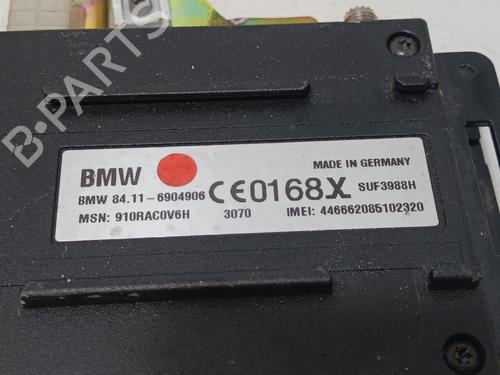 B-PARTS
BMW
MADE IN GERMANY
BMW 84.11 - 6904906 CE0168X SUF3988H
MSN: 910RAC0V6H 3070 IMEI: 446662085102320